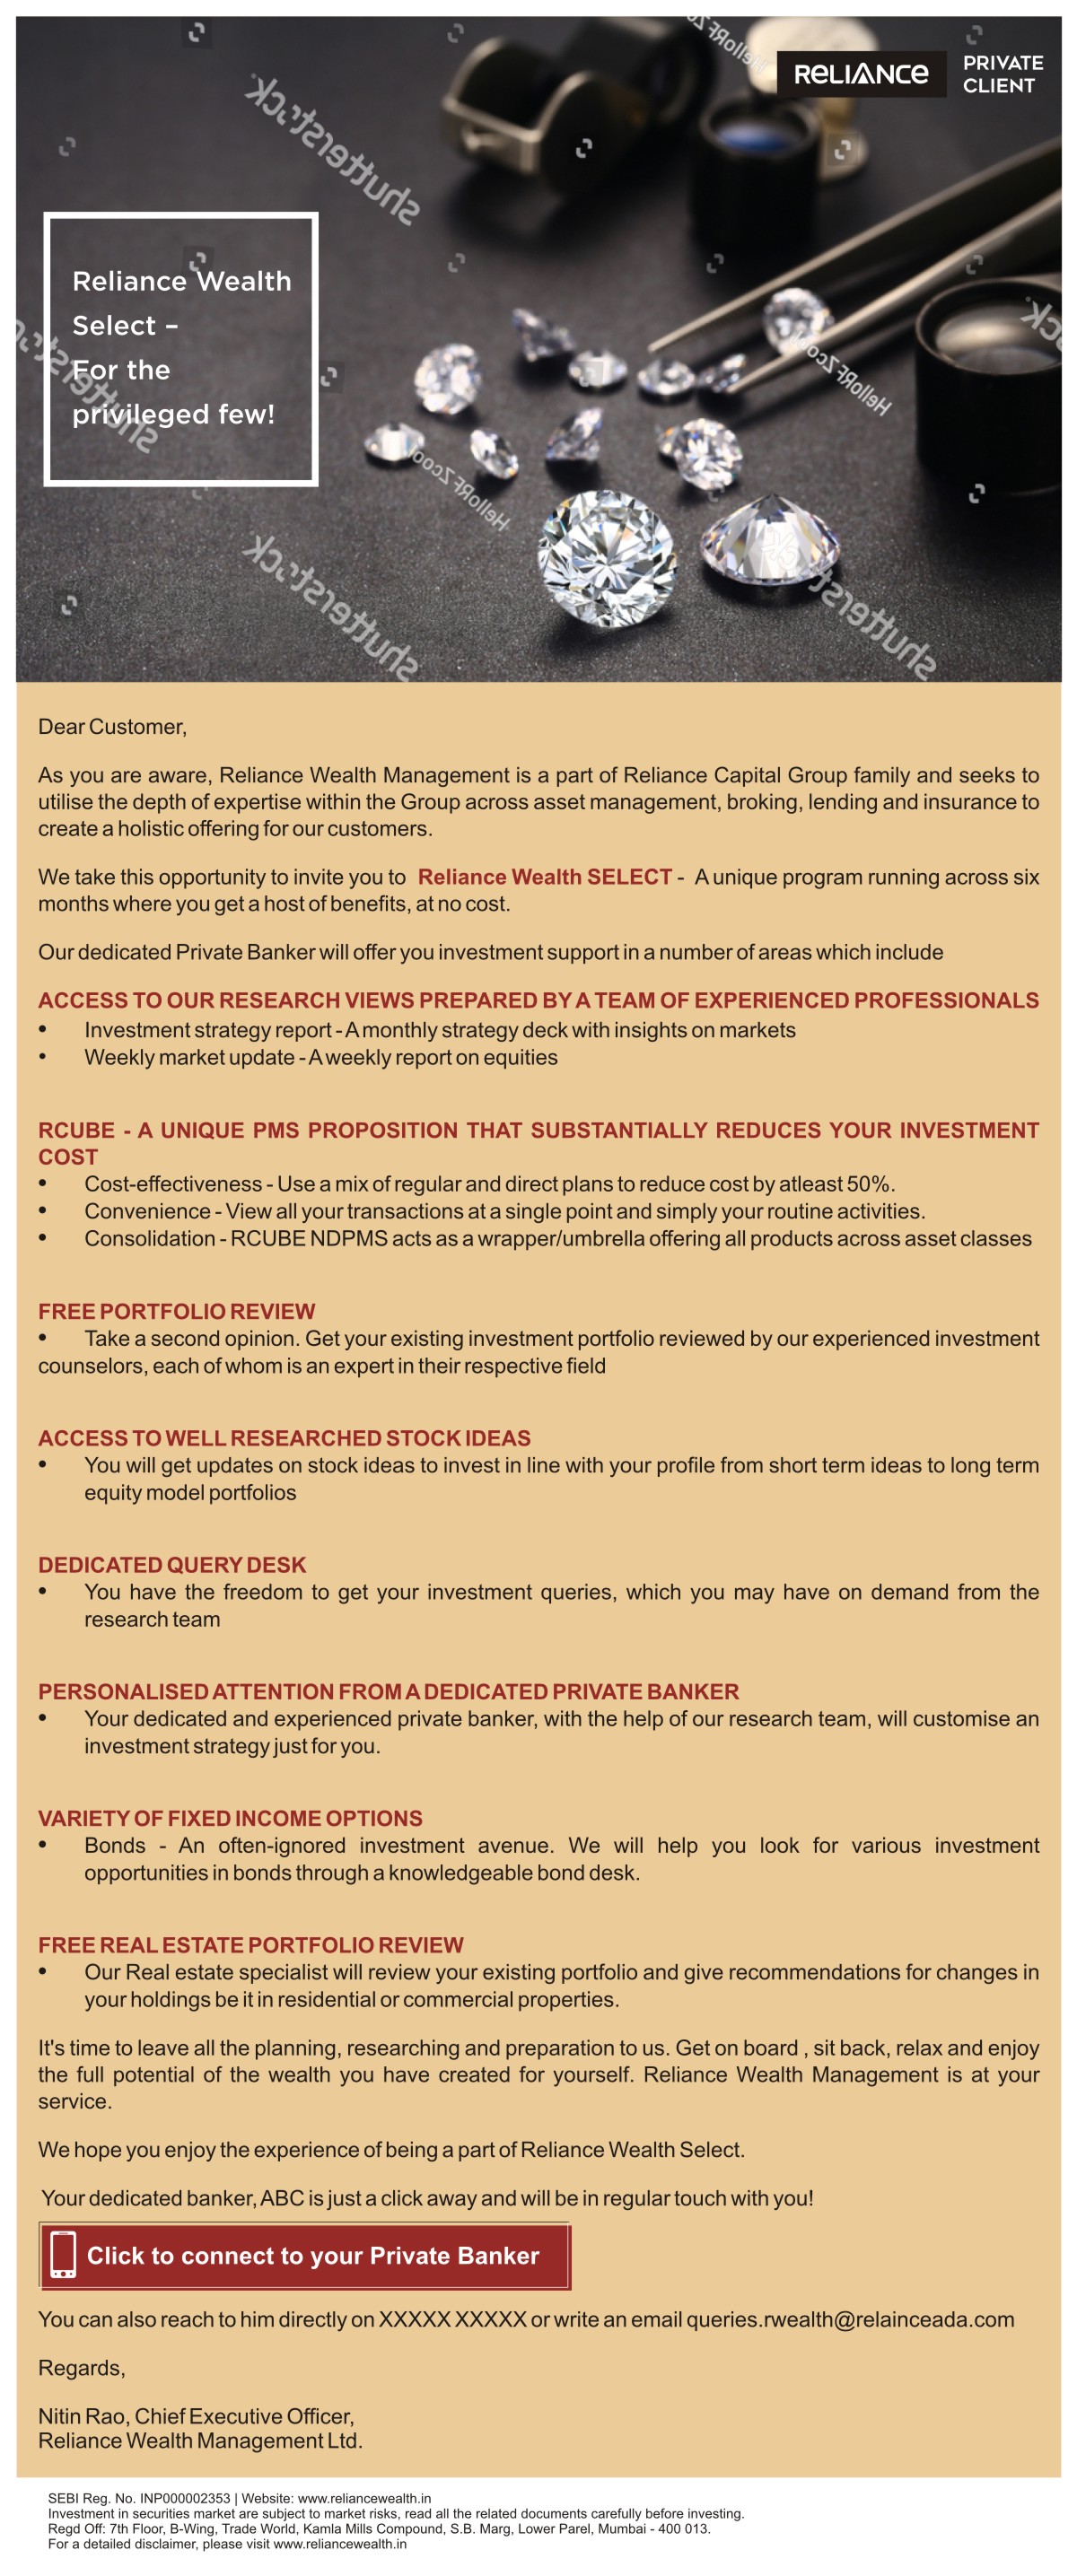 RELIANCE
PRIVATE
CLIENT
HelloRFZcool
shutterstock
Reliance Wealth
Select –
For the
privileged few!
shutterstock
HelloRFZcool
HelloRFZcool
shutterstock
shutterstock
Dear Customer,
As you are aware, Reliance Wealth Management is a part of Reliance Capital Group family and seeks to
utilise the depth of expertise within the Group across asset management, broking, lending and insurance to
create a holistic offering for our customers.
We take this opportunity to invite you to Reliance Wealth SELECT - A unique program running across six
months where you get a host of benefits, at no cost.
Our dedicated Private Banker will offer you investment support in a number of areas which include
ACCESS TO OUR RESEARCH VIEWS PREPARED BY A TEAM OF EXPERIENCED PROFESSIONALS
• Investment strategy report - A monthly strategy deck with insights on markets
• Weekly market update - A weekly report on equities
RCUBE - A UNIQUE PMS PROPOSITION THAT SUBSTANTIALLY REDUCES YOUR INVESTMENT
COST
• Cost-effectiveness - Use a mix of regular and direct plans to reduce cost by atleast 50%.
• Convenience - View all your transactions at a single point and simply your routine activities.
• Consolidation - RCUBE NDPMS acts as a wrapper/umbrella offering all products across asset classes
FREE PORTFOLIO REVIEW
• Take a second opinion. Get your existing investment portfolio reviewed by our experienced investment
counselors, each of whom is an expert in their respective field
ACCESS TO WELL RESEARCHED STOCK IDEAS
• You will get updates on stock ideas to invest in line with your profile from short term ideas to long term
equity model portfolios
DEDICATED QUERY DESK
• You have the freedom to get your investment queries, which you may have on demand from the
research team
PERSONALISED ATTENTION FROM A DEDICATED PRIVATE BANKER
• Your dedicated and experienced private banker, with the help of our research team, will customise an
investment strategy just for you.
VARIETY OF FIXED INCOME OPTIONS
• Bonds - An often-ignored investment avenue. We will help you look for various investment
opportunities in bonds through a knowledgeable bond desk.
FREE REAL ESTATE PORTFOLIO REVIEW
• Our Real estate specialist will review your existing portfolio and give recommendations for changes in
your holdings be it in residential or commercial properties.
It's time to leave all the planning, researching and preparation to us. Get on board , sit back, relax and enjoy
the full potential of the wealth you have created for yourself. Reliance Wealth Management is at your
service.
We hope you enjoy the experience of being a part of Reliance Wealth Select.
Your dedicated banker, ABC is just a click away and will be in regular touch with you!
Click to connect to your Private Banker
You can also reach to him directly on XXXXX XXXXX or write an email queries.rwealth@relainceada.com
Regards,
Nitin Rao, Chief Executive Officer,
Reliance Wealth Management Ltd.
SEBI Reg. No. INP000002353 | Website: www.reliancewealth.in
Investment in securities market are subject to market risks, read all the related documents carefully before investing.
Regd Off: 7th Floor, B-Wing, Trade World, Kamla Mills Compound, S.B. Marg, Lower Parel, Mumbai - 400 013.
For a detailed disclaimer, please visit www.reliancewealth.in